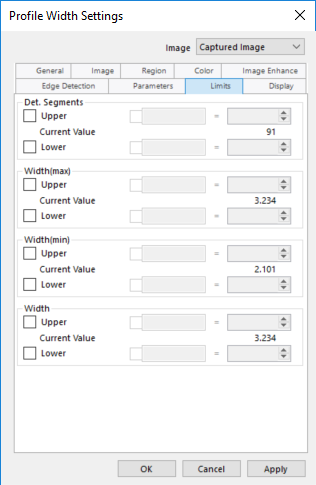 Profile Width Settings
Image Captured Image
General Image Region Color Image Enhance
Edge Detection Parameters Limits Display
Det. Segments
Upper =
Current Value 91
Lower =
Width(max)
Upper =
Current Value 3.234
Lower =
Width(min)
Upper =
Current Value 2.101
Lower =
Width
Upper =
Current Value 3.234
Lower =
OK Cancel Apply